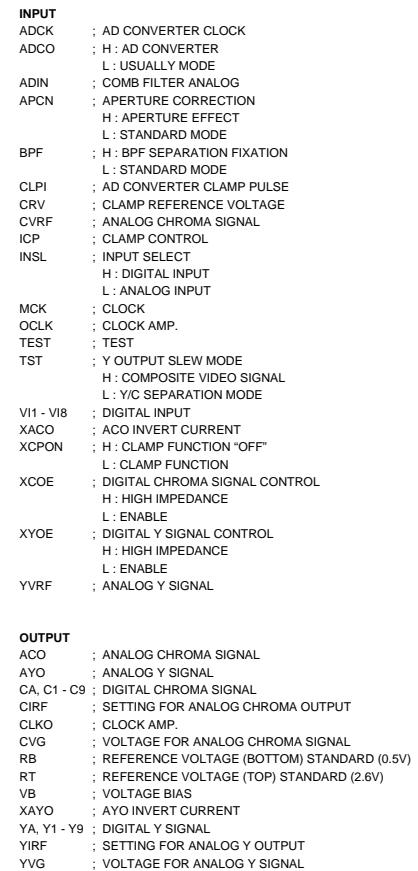 INPUT
ADCK ; AD CONVERTER CLOCK
ADCO ; H : AD CONVERTER
L : USUALLY MODE
ADIN ; COMB FILTER ANALOG
APCN ; APERTURE CORRECTION
H : APERTURE EFFECT
L : STANDARD MODE
BPF ; H : BPF SEPARATION FIXATION
L : STANDARD MODE
CLPI ; AD CONVERTER CLAMP PULSE
CRV ; CLAMP REFERENCE VOLTAGE
CVRF ; ANALOG CHROMA SIGNAL
ICP ; CLAMP CONTROL
INSL ; INPUT SELECT
H : DIGITAL INPUT
L : ANALOG INPUT
MCK ; CLOCK
OCLK ; CLOCK AMP.
TEST ; TEST
TST ; Y OUTPUT SLEW MODE
H : COMPOSITE VIDEO SIGNAL
L : Y/C SEPARATION MODE
VI1 - VI8 ; DIGITAL INPUT
XACO ; ACO INVERT CURRENT
XCPON ; H : CLAMP FUNCTION “OFF”
L : CLAMP FUNCTION
XCOE ; DIGITAL CHROMA SIGNAL CONTROL
H : HIGH IMPEDANCE
L : ENABLE
XYOE ; DIGITAL Y SIGNAL CONTROL
H : HIGH IMPEDANCE
L : ENABLE
YVRF ; ANALOG Y SIGNAL
OUTPUT
ACO ; ANALOG CHROMA SIGNAL
AYO ; ANALOG Y SIGNAL
CA, C1 - C9 ; DIGITAL CHROMA SIGNAL
CIRF ; SETTING FOR ANALOG CHROMA OUTPUT
CLKO ; CLOCK AMP.
CVG ; VOLTAGE FOR ANALOG CHROMA SIGNAL
RB ; REFERENCE VOLTAGE (BOTTOM) STANDARD (0.5V)
RT ; REFERENCE VOLTAGE (TOP) STANDARD (2.6V)
VB ; VOLTAGE BIAS
XAYO ; AYO INVERT CURRENT
YA, Y1 - Y9 ; DIGITAL Y SIGNAL
YIRF ; SETTING FOR ANALOG Y OUTPUT
YVG ; VOLTAGE FOR ANALOG Y SIGNAL